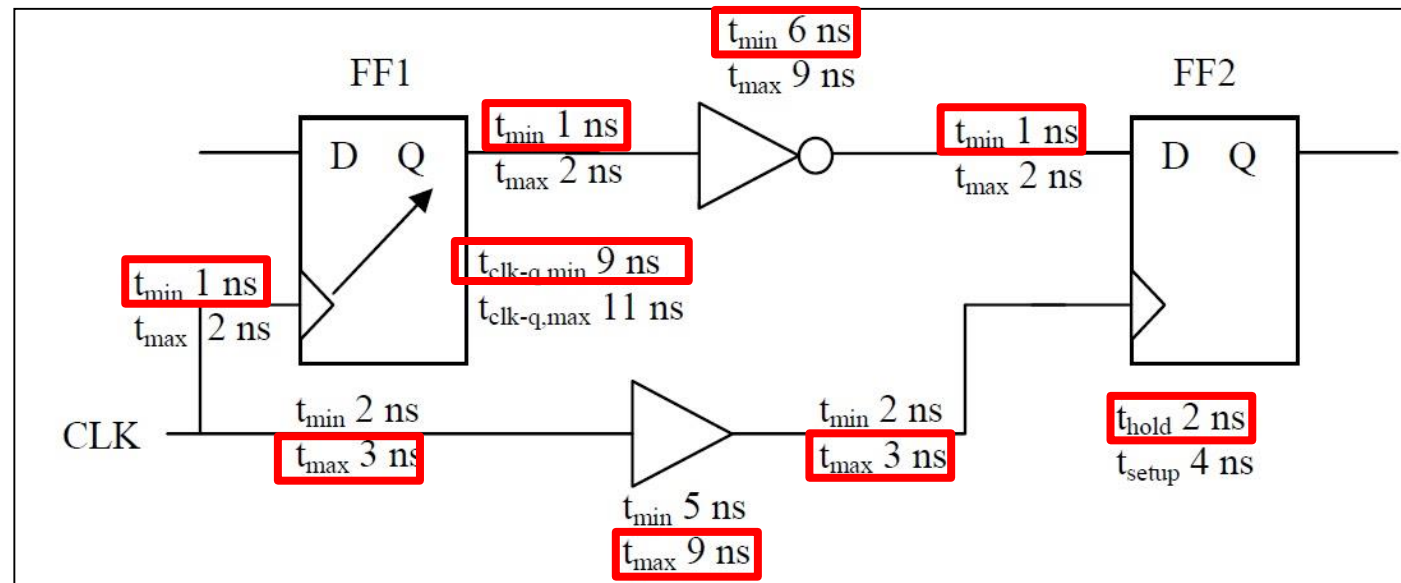 t_min 6 ns
t_max 9 ns
FF1
FF2
t_min 1 ns
t_max 2 ns
t_min 1 ns
t_max 2 ns
D Q
D Q
t_clk-q,min 9 ns
t_clk-q,max 11 ns
t_min 1 ns
t_max 2 ns
CLK
t_min 2 ns
t_max 3 ns
t_min 2 ns
t_max 3 ns
t_hold 2 ns
t_setup 4 ns
t_min 5 ns
t_max 9 ns